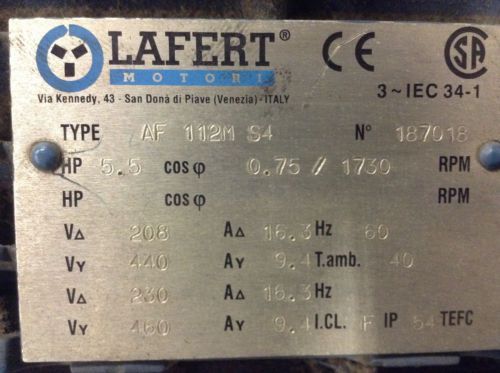 LAFERT®
MOTORI
CE SA
Via Kennedy, 43 - San Donà di Piave (Venezia) - ITALY
3~IEC 34-1
TYPE AF 112M S4 N° 187018
HP 5.5 cos φ 0.75 // 1730 RPM
HP cos φ RPM
VΔ 208 AΔ 16.3 Hz 60
VY 440 AY 9.4 T.amb. 40
VΔ 230 AΔ 16.3 Hz
VY 460 AY 9.4 I.CL. F IP 54 TEFC